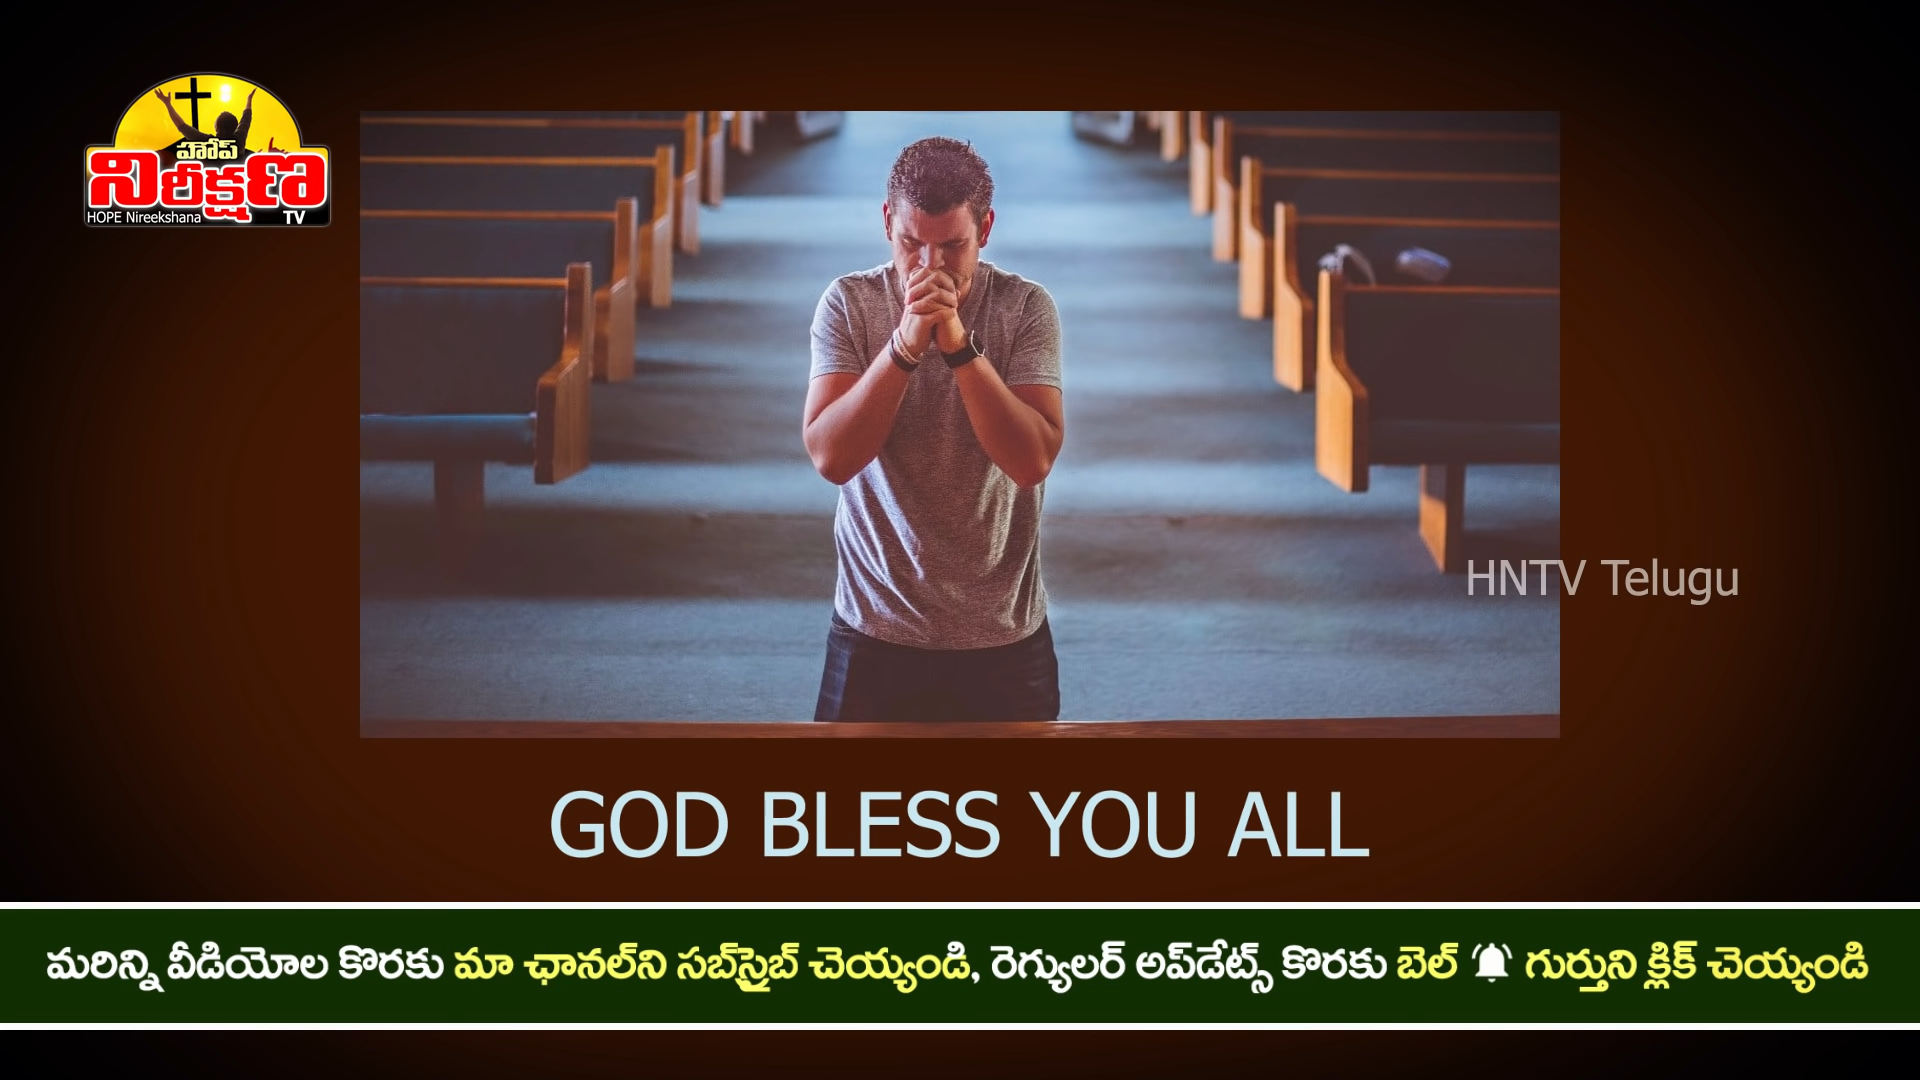 హోప్
నిరీక్షణ
HOPE Nireekshana TV
HNTV Telugu
GOD BLESS YOU ALL
మరిన్ని వీడియోల కొరకు మా ఛానల్‌ని సబ్‌స్క్రైబ్ చెయ్యండి, రెగ్యులర్ అప్‌డేట్స్ కొరకు బెల్ గుర్తుని క్లిక్ చెయ్యండి